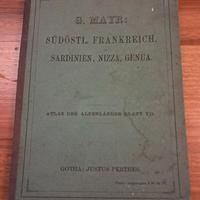 G. MAYR:
SÜDÖSTL. FRANKREICH.
SARDINIEN, NIZZA, GENUA.
ATLAS DER ALPENLÄNDER BLATT VII.
GOTHA: JUSTUS PERTHES.